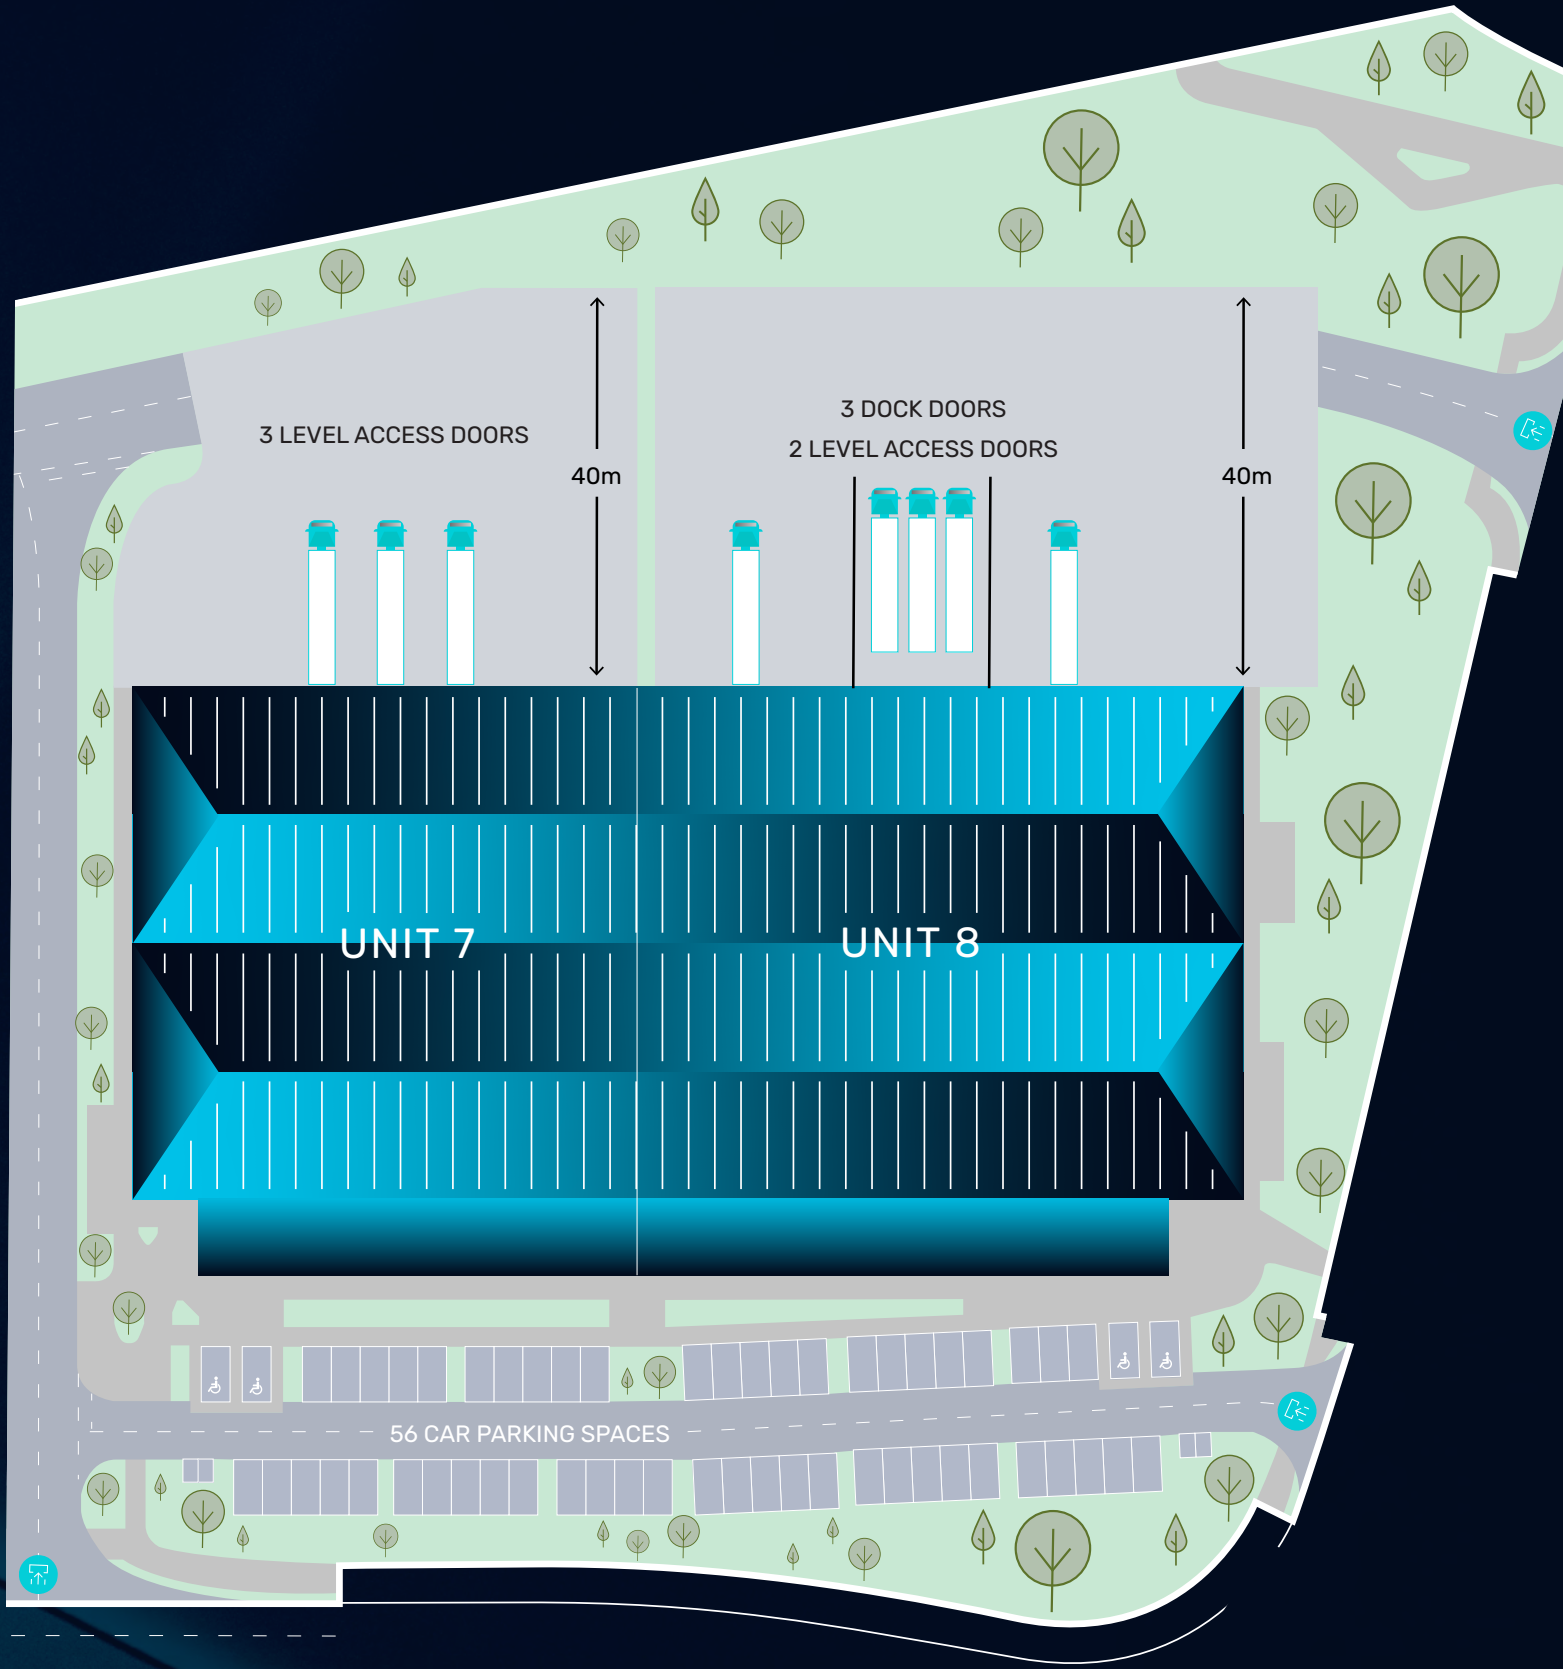 3 DOCK DOORS
3 LEVEL ACCESS DOORS
2 LEVEL ACCESS DOORS
40m
40m
UNIT 7
UNIT 8
56 CAR PARKING SPACES